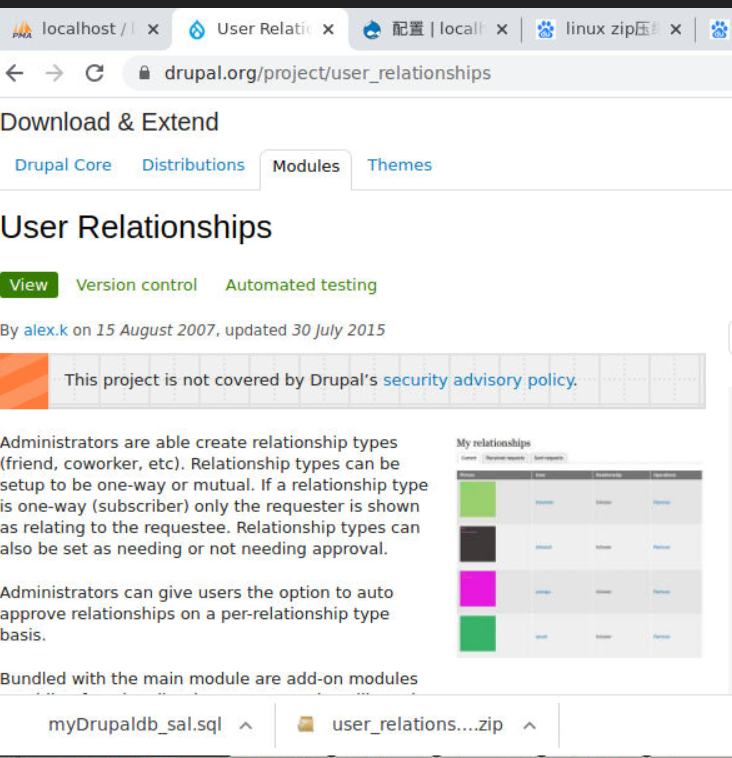 localhost /
User Relatio
配置 | localh
linux zip压
drupal.org/project/user_relationships
Download & Extend
Drupal Core Distributions Modules Themes
User Relationships
View Version control Automated testing
By alex.k on 15 August 2007, updated 30 July 2015
This project is not covered by Drupal's security advisory policy.
Administrators are able create relationship types
(friend, coworker, etc). Relationship types can be
setup to be one-way or mutual. If a relationship type
is one-way (subscriber) only the requester is shown
as relating to the requestee. Relationship types can
also be set as needing or not needing approval.
Administrators can give users the option to auto
approve relationships on a per-relationship type
basis.
Bundled with the main module are add-on modules
My relationships
Current Received requests Sent requests
myDrupaldb_sal.sql
user_relations....zip